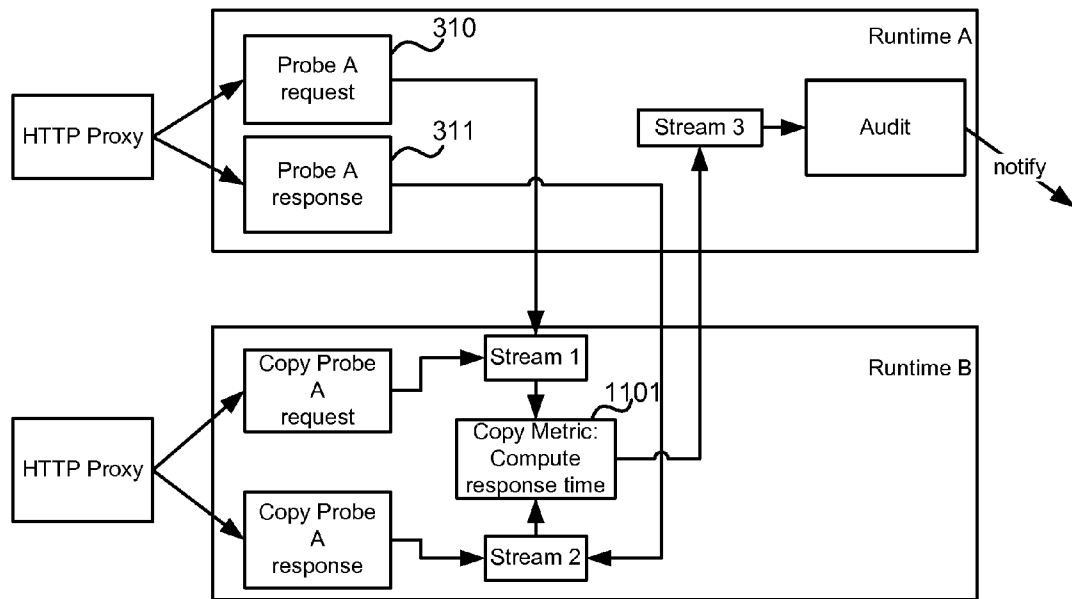 310
Runtime A
Probe A
request
HTTP Proxy
311
Probe A
response
Stream 3
Audit
notify
Stream 1
Runtime B
Copy Probe
A
request
1101
Copy Metric:
Compute
response time
HTTP Proxy
Copy Probe
A
response
Stream 2